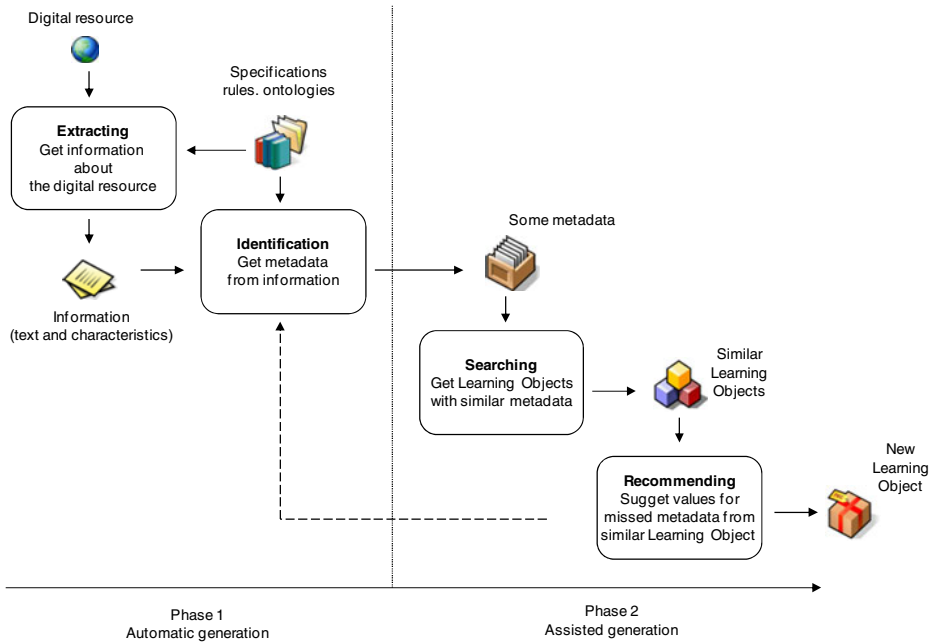 Digital resource
Specifications
rules. ontologies
Extracting
Get information
about
the digital resource
Identification
Get metadata
from information
Information
(text and characteristics)
Some metadata
Searching
Get Learning Objects
with similar metadata
Similar
Learning
Objects
Recommending
Sugget values for
missed metadata from
similar Learning Object
New
Learning
Object
Phase 1
Automatic generation
Phase 2
Assisted generation